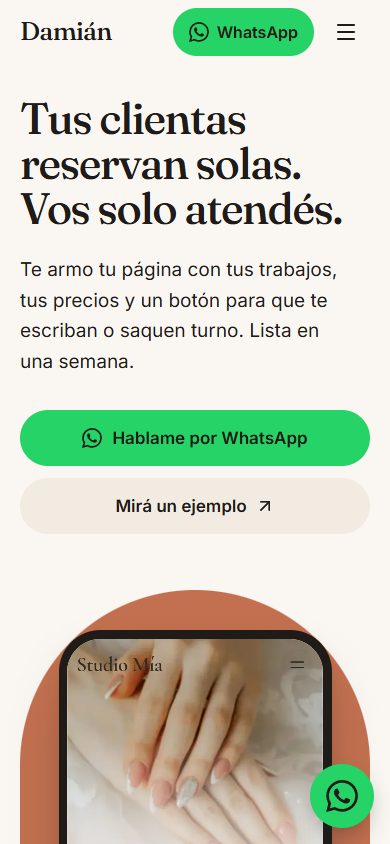 Damián
WhatsApp
Tus clientas
reservan solas.
Vos solo atendés.
Te armo tu página con tus trabajos,
tus precios y un botón para que te
escriban o saquen turno. Lista en
una semana.
Hablame por WhatsApp
Mirá un ejemplo
Studio Mía